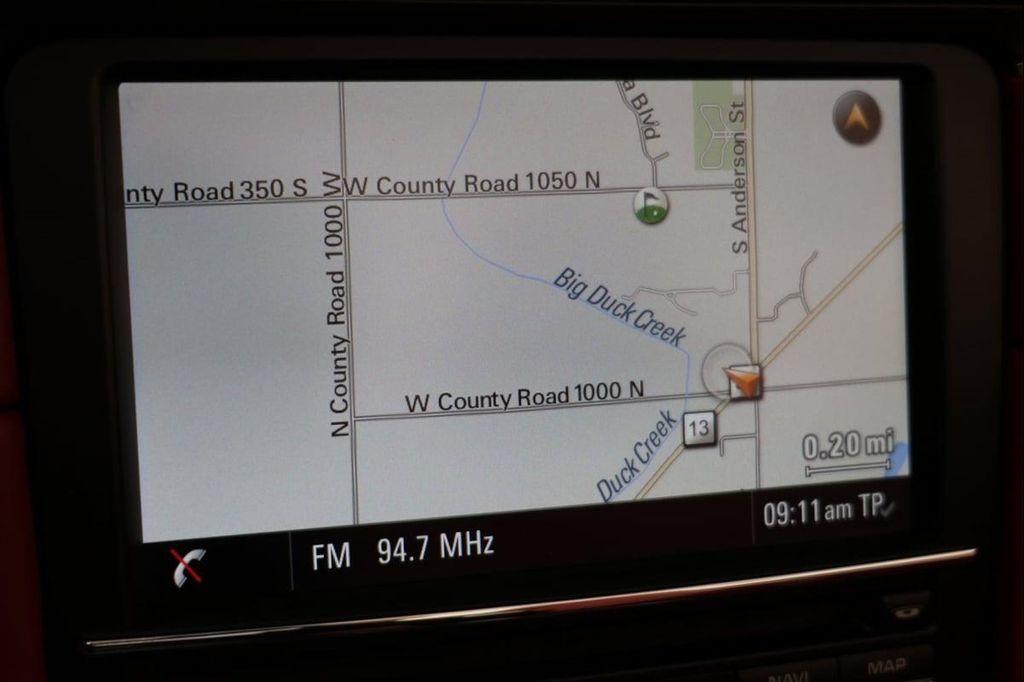 a Blvd
S Anderson St
nty Road 350 S
W County Road 1050 N
N County Road 1000 W
Big Duck Creek
W County Road 1000 N
13
Duck Creek
0.20 mi
FM 94.7 MHz
09:11 am TP
NAVI
MAP